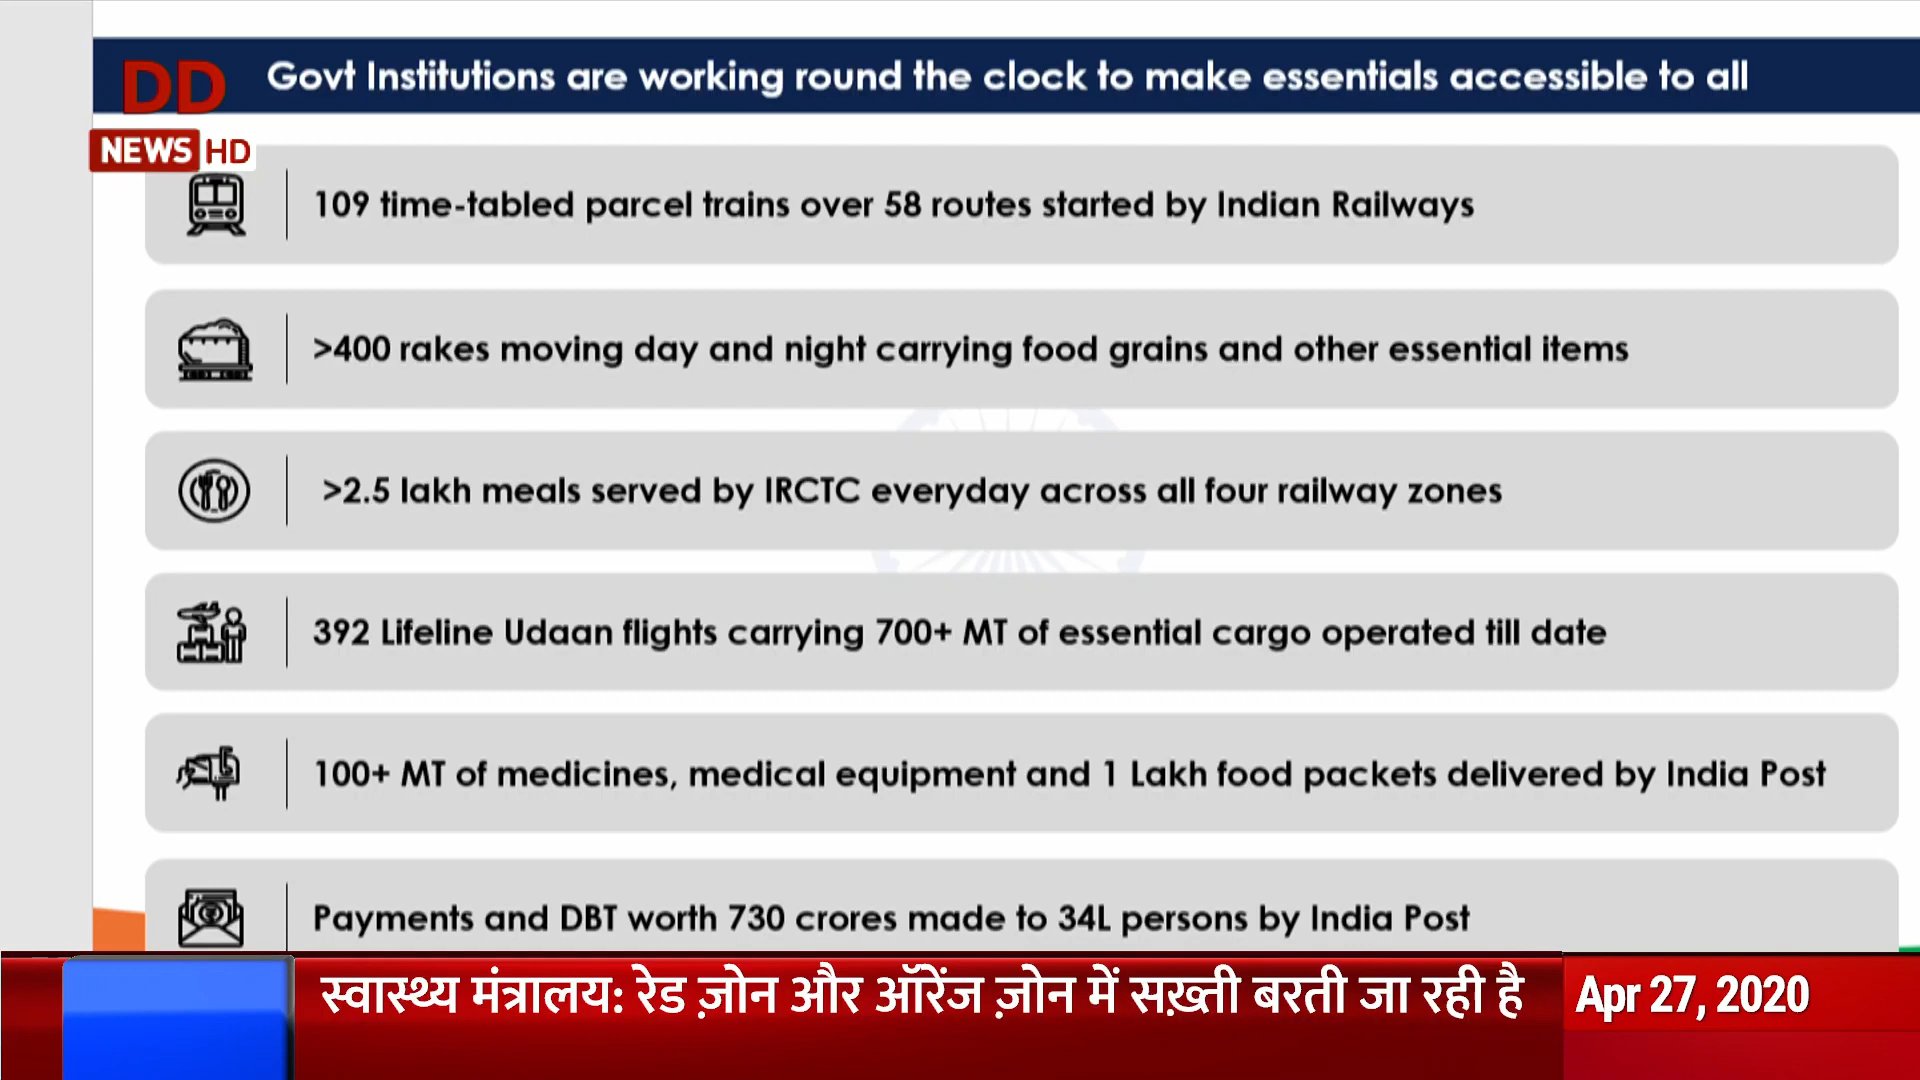 Govt Institutions are working round the clock to make essentials accessible to all
DD
NEWS HD
109 time-tabled parcel trains over 58 routes started by Indian Railways
>400 rakes moving day and night carrying food grains and other essential items
>2.5 lakh meals served by IRCTC everyday across all four railway zones
392 Lifeline Udaan flights carrying 700+ MT of essential cargo operated till date
100+ MT of medicines, medical equipment and 1 Lakh food packets delivered by India Post
Payments and DBT worth 730 crores made to 34L persons by India Post
स्वास्थ्य मंत्रालय: रेड ज़ोन और ऑरेंज ज़ोन में सख़्ती बरती जा रही है
Apr 27, 2020